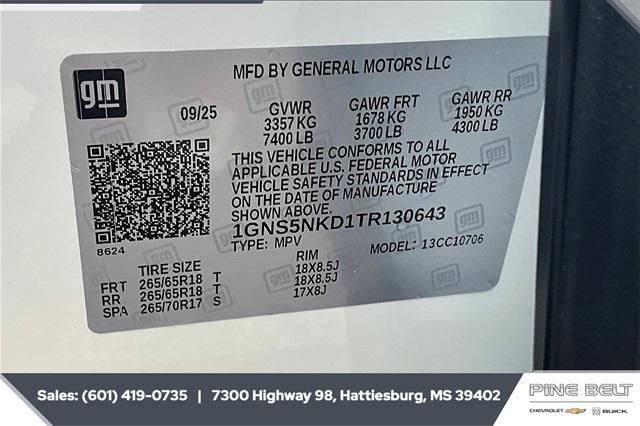 gm
MFD BY GENERAL MOTORS LLC
09/25
GVWR
3357 KG
7400 LB
GAWR FRT
1678 KG
3700 LB
GAWR RR
1950 KG
4300 LB
THIS VEHICLE CONFORMS TO ALL
APPLICABLE U.S. FEDERAL MOTOR
VEHICLE SAFETY STANDARDS IN EFFECT
ON THE DATE OF MANUFACTURE
SHOWN ABOVE.
1GNS5NKD1TR130643
TYPE: MPV
MODEL: 13CC10706
8624
TIRE SIZE RIM
FRT 265/65R18 T 18X8.5J
RR 265/65R18 T 18X8.5J
SPA 265/70R17 S 17X8J
Sales: (601) 419-0735 | 7300 Highway 98, Hattiesburg, MS 39402
PINE BELT
CHEVROLET BUICK